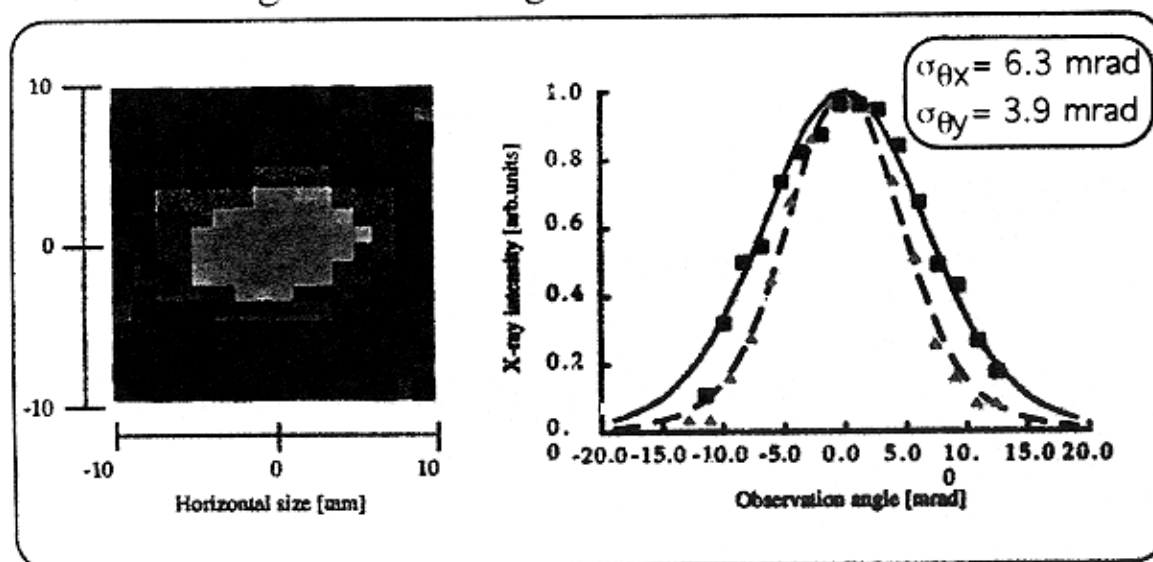 10
0
-10
-10
0
10
Horizontal size [mm]
σθx= 6.3 mrad
σθy= 3.9 mrad
X-ray intensity [arb.units]
1.0
0.8
0.6
0.4
0.2
0.
0
-20.0 -15.0 -10.0 -5.0 0.0 5.0 10. 15.0 20.0
0
Observation angle [mrad]